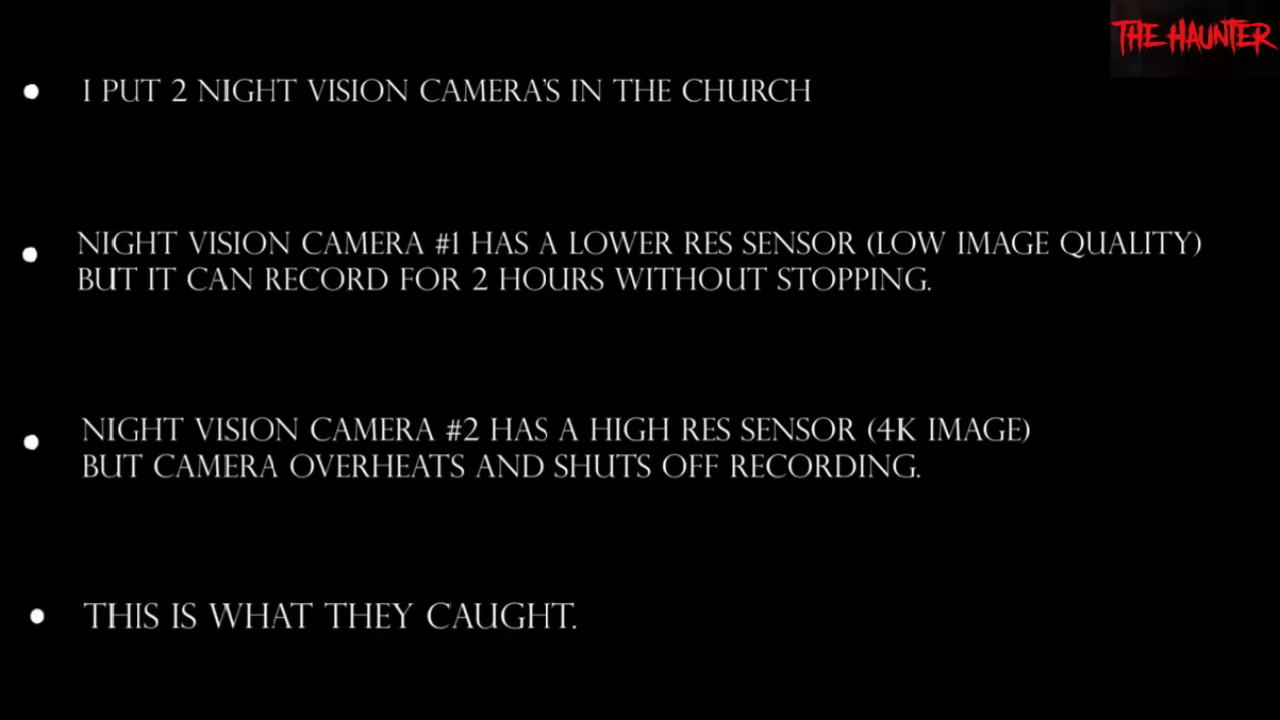 THE HAUNTER
• I PUT 2 NIGHT VISION CAMERA'S IN THE CHURCH
• NIGHT VISION CAMERA #1 HAS A LOWER RES SENSOR (LOW IMAGE QUALITY)
BUT IT CAN RECORD FOR 2 HOURS WITHOUT STOPPING.
• NIGHT VISION CAMERA #2 HAS A HIGH RES SENSOR (4K IMAGE)
BUT CAMERA OVERHEATS AND SHUTS OFF RECORDING.
• THIS IS WHAT THEY CAUGHT.